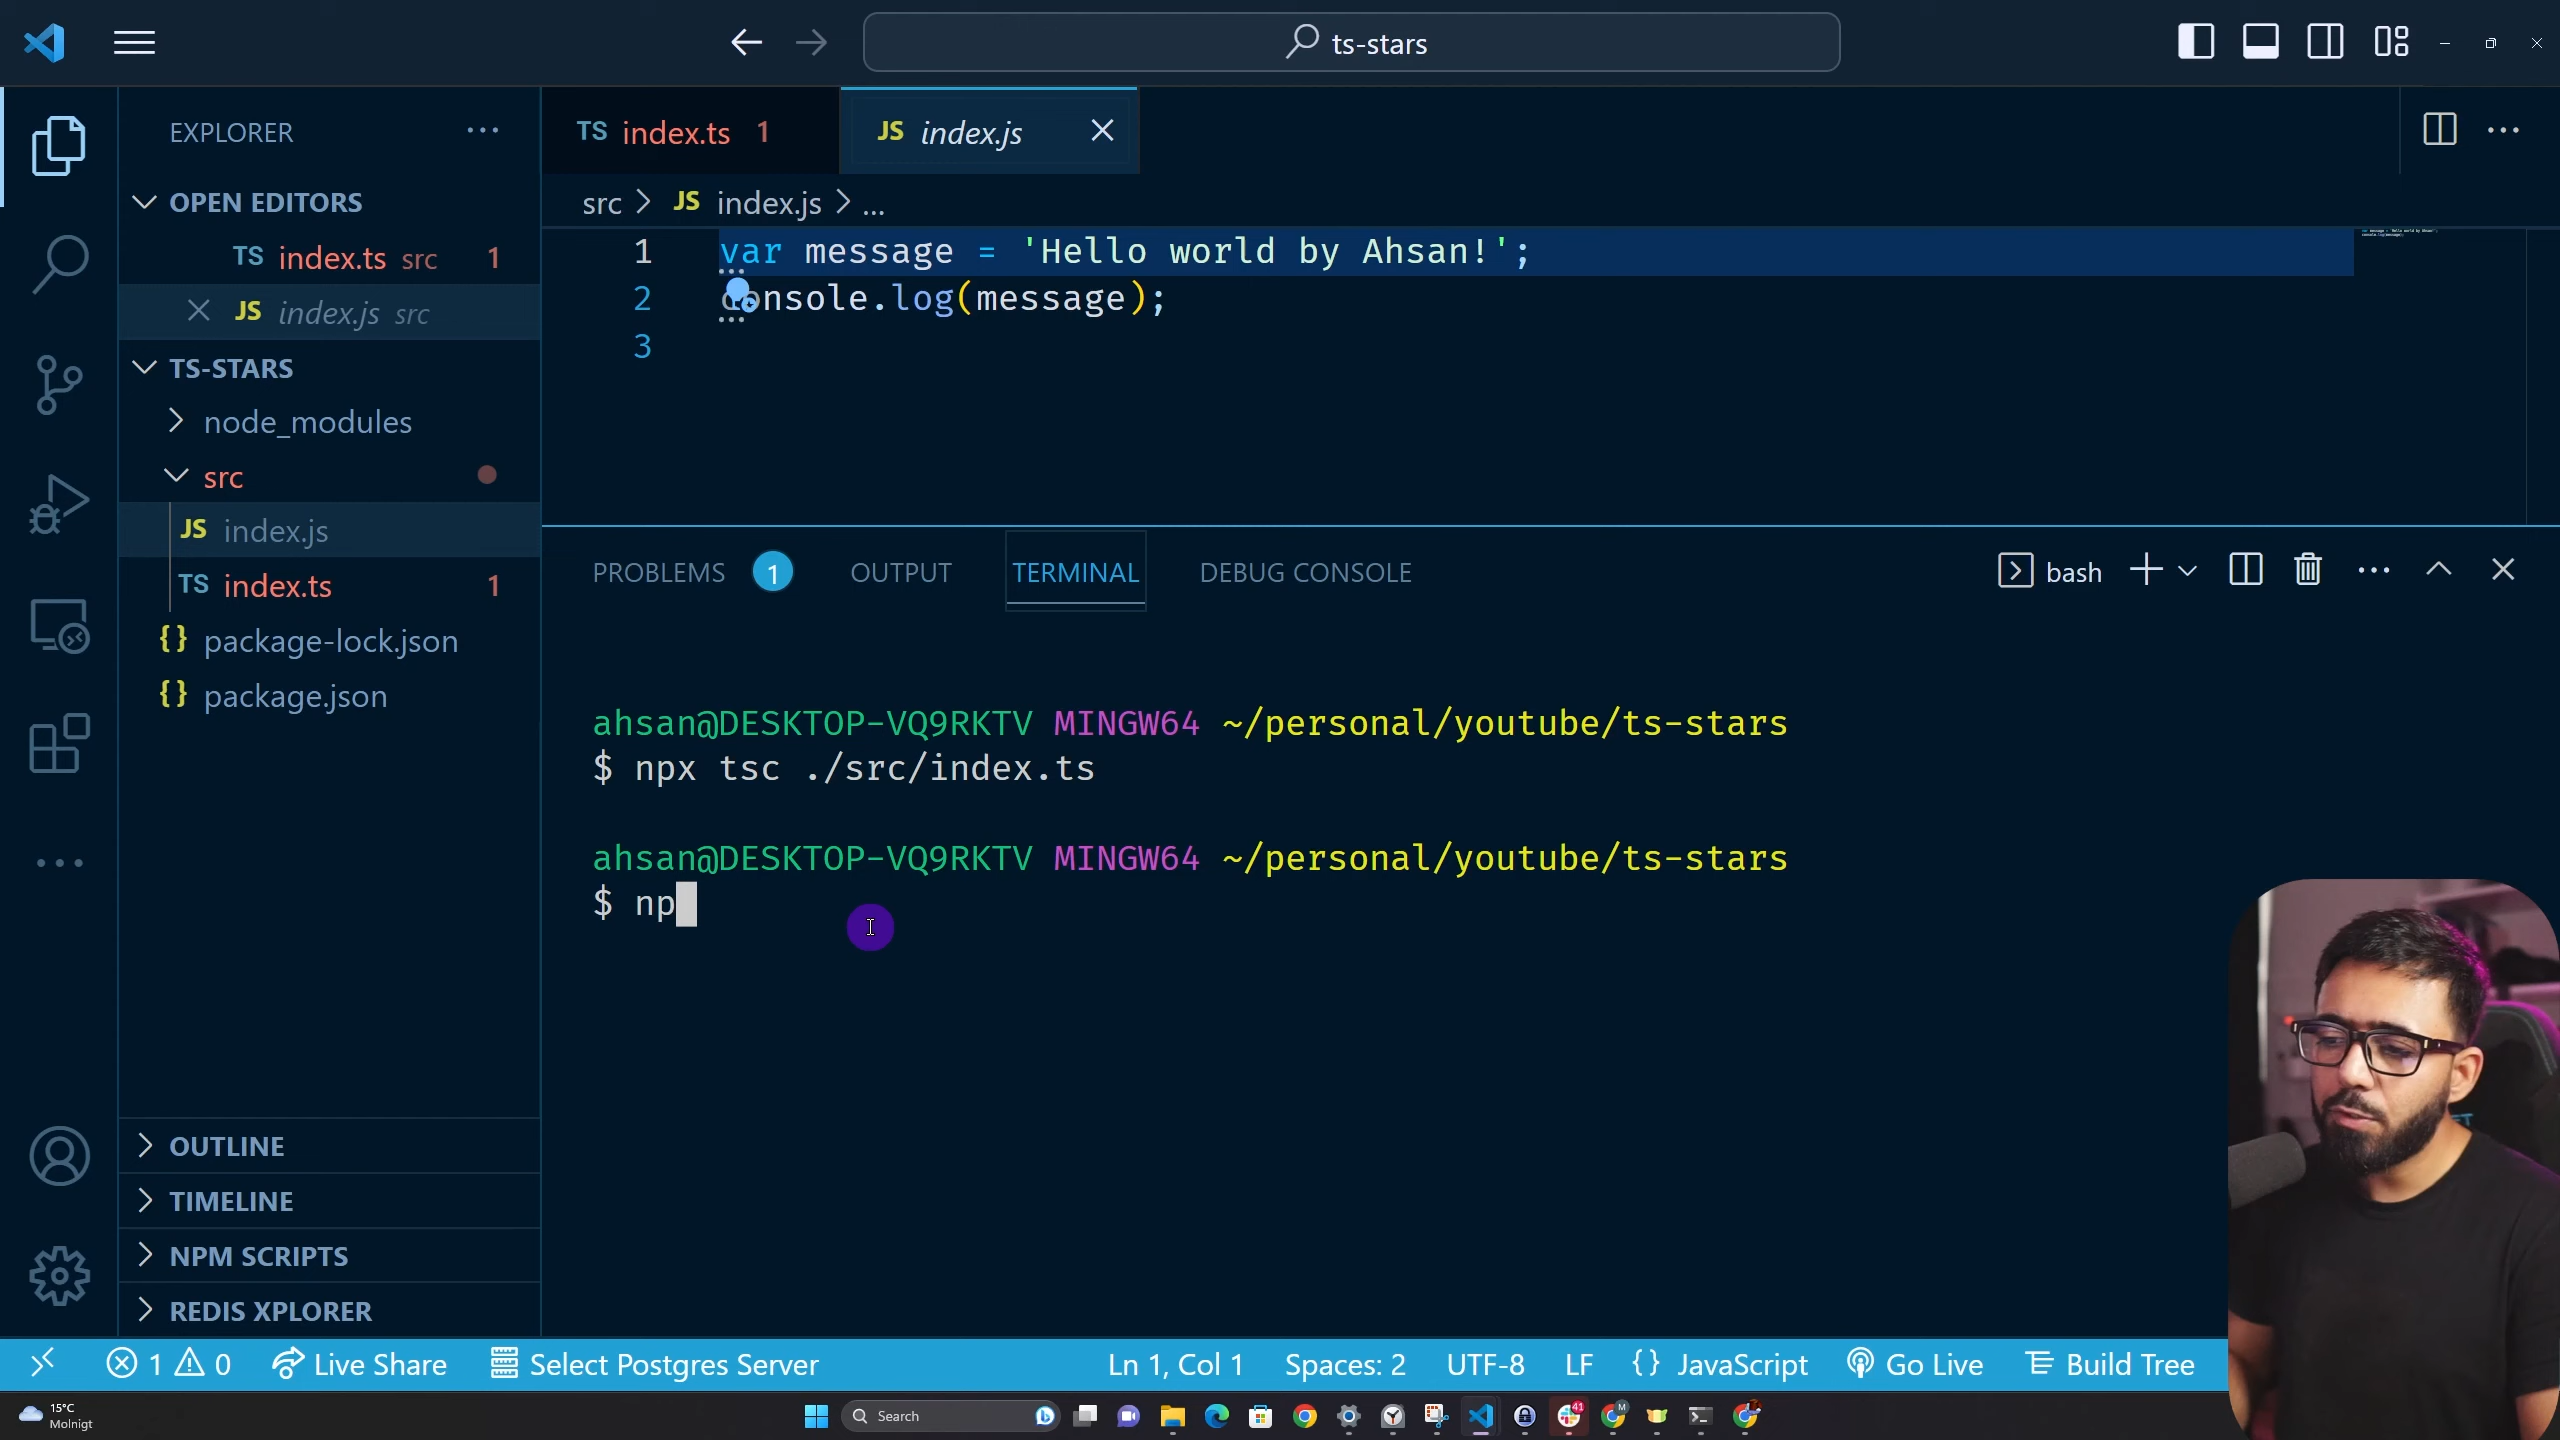 ts-stars
EXPLORER
OPEN EDITORS
TS index.ts src 1
JS index.js src
TS-STARS
node_modules
src
JS index.js
TS index.ts 1
{} package-lock.json
{} package.json
OUTLINE
TIMELINE
NPM SCRIPTS
REDIS XPLORER
TS index.ts 1
JS index.js
src > JS index.js > ...
1 var message = 'Hello world by Ahsan!';
2 console.log(message);
3
PROBLEMS 1 OUTPUT TERMINAL DEBUG CONSOLE
bash
ahsan@DESKTOP-VQ9RKTV MINGW64 ~/personal/youtube/ts-stars
$ npx tsc ./src/index.ts
ahsan@DESKTOP-VQ9RKTV MINGW64 ~/personal/youtube/ts-stars
$ np
1 0 Live Share Select Postgres Server Ln 1, Col 1 Spaces: 2 UTF-8 LF {} JavaScript Go Live Build Tree
15°C
Molnigt
Search
41
M